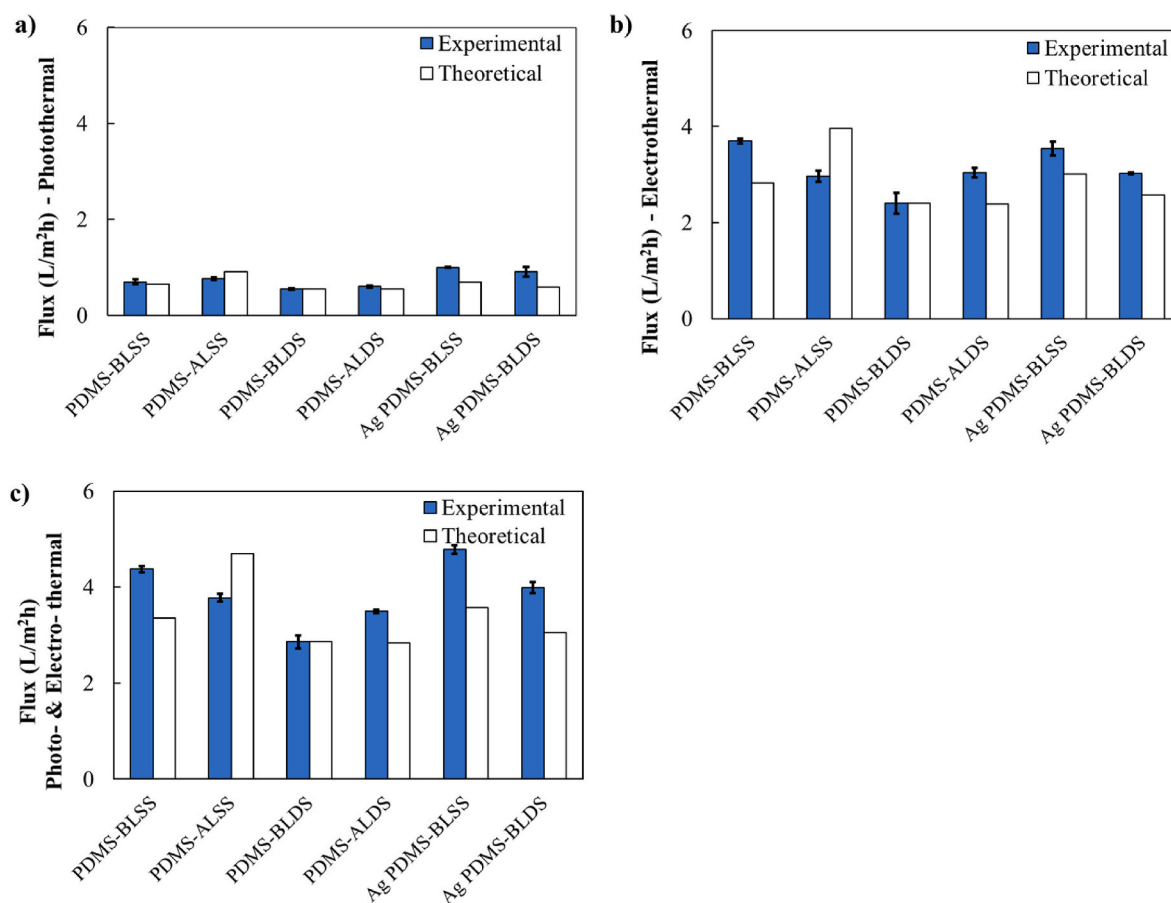 a)
6
4
2
0
Flux (L/m²h) - Photothermal
Experimental
Theoretical
PDMS-BLSS
PDMS-ALSS
PDMS-BLDS
PDMS-ALDS
Ag PDMS-BLSS
Ag PDMS-BLDS
b)
6
4
2
0
Flux (L/m²h) - Electrothermal
Experimental
Theoretical
PDMS-BLSS
PDMS-ALSS
PDMS-BLDS
PDMS-ALDS
Ag PDMS-BLSS
Ag PDMS-BLDS
c)
6
4
2
0
Flux (L/m²h)
Photo- & Electro- thermal
Experimental
Theoretical
PDMS-BLSS
PDMS-ALSS
PDMS-BLDS
PDMS-ALDS
Ag PDMS-BLSS
Ag PDMS-BLDS